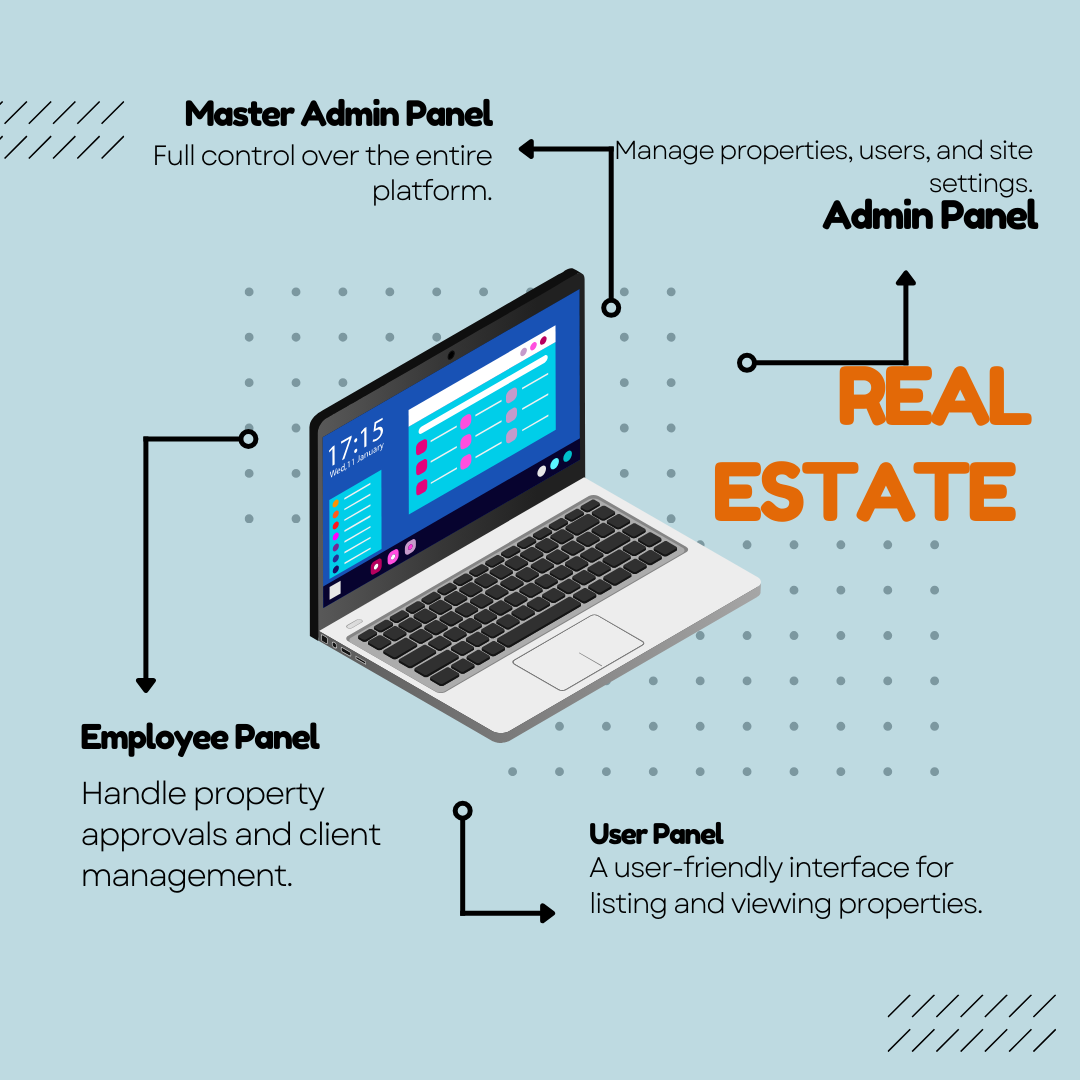 Master Admin Panel
Full control over the entire
platform.
Manage properties, users, and site
settings.
Admin Panel
REAL
ESTATE
17:15
Wed,11 January
Employee Panel
Handle property
approvals and client
management.
User Panel
A user-friendly interface for
listing and viewing properties.